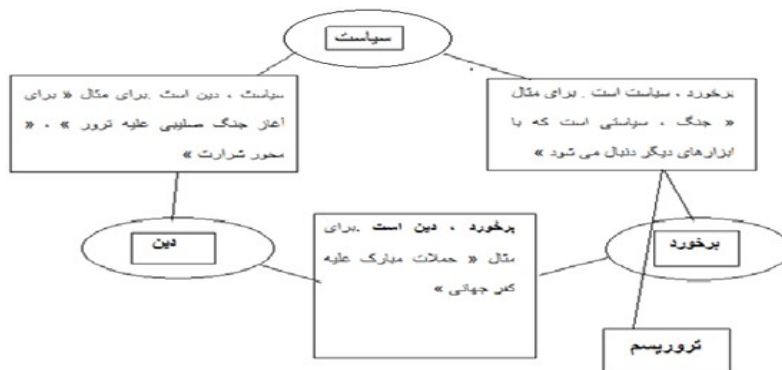 سیاست
برخورد ، سیاست است . برای مثال
« جنگ ، سیاستی است که با
ابزارهای دیگر دنبال می شود »
سیاست ، دین است .برای مثال « برای
آغاز جنگ صلیبی علیه ترور » ، «
محور شرارت »
برخورد
برخورد ، دین است .برای
مثال « حملات مبارک علیه
کفر جهانی »
دین
تروریسم